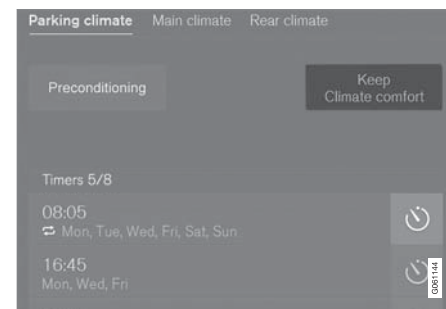 Parking climate Main climate Rear climate
Preconditioning
Keep
Climate comfort
Timers 5/8
08:05
Mon, Tue, Wed, Fri, Sat, Sun
16:45
Mon, Wed, Fri
G061144